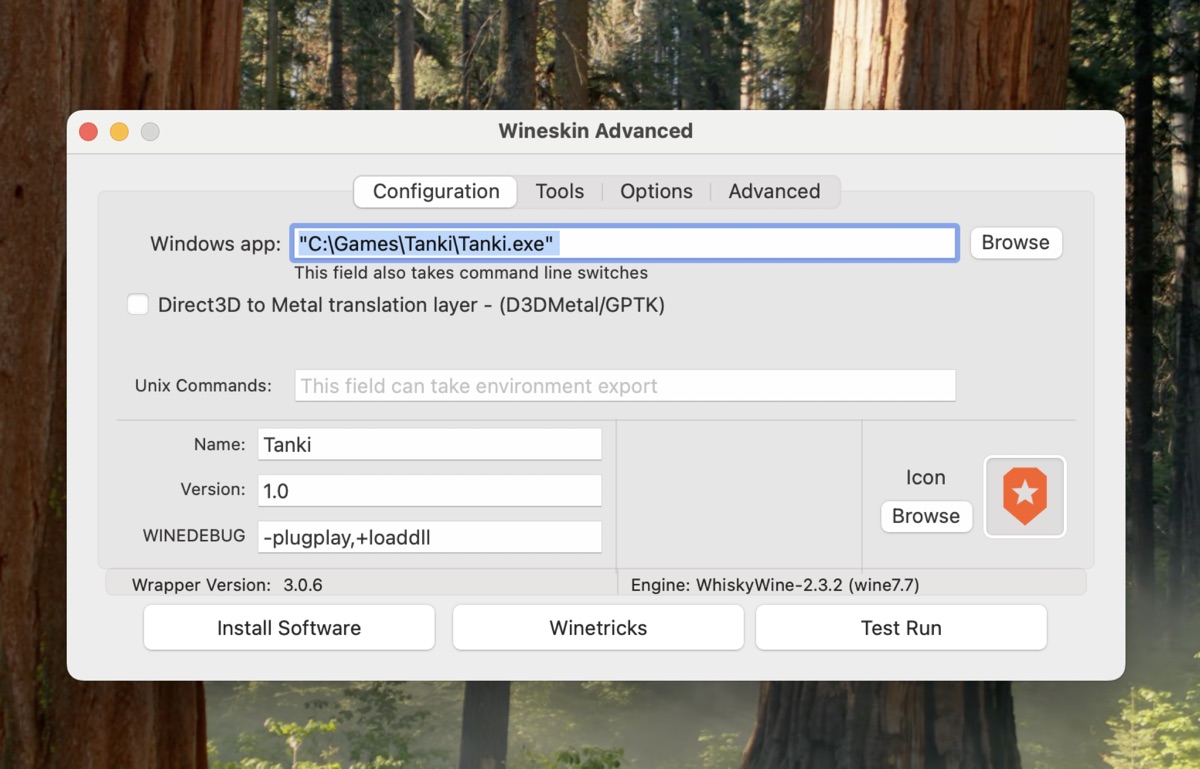 Wineskin Advanced
Configuration Tools Options Advanced
Windows app: "C:\Games\Tanki\Tanki.exe" Browse
This field also takes command line switches
Direct3D to Metal translation layer - (D3DMetal/GPTK)
Unix Commands: This field can take environment export
Name: Tanki
Version: 1.0
WINEDEBUG -plugplay,+loaddll
Icon
Browse
Wrapper Version: 3.0.6 Engine: WhiskyWine-2.3.2 (wine7.7)
Install Software Winetricks Test Run